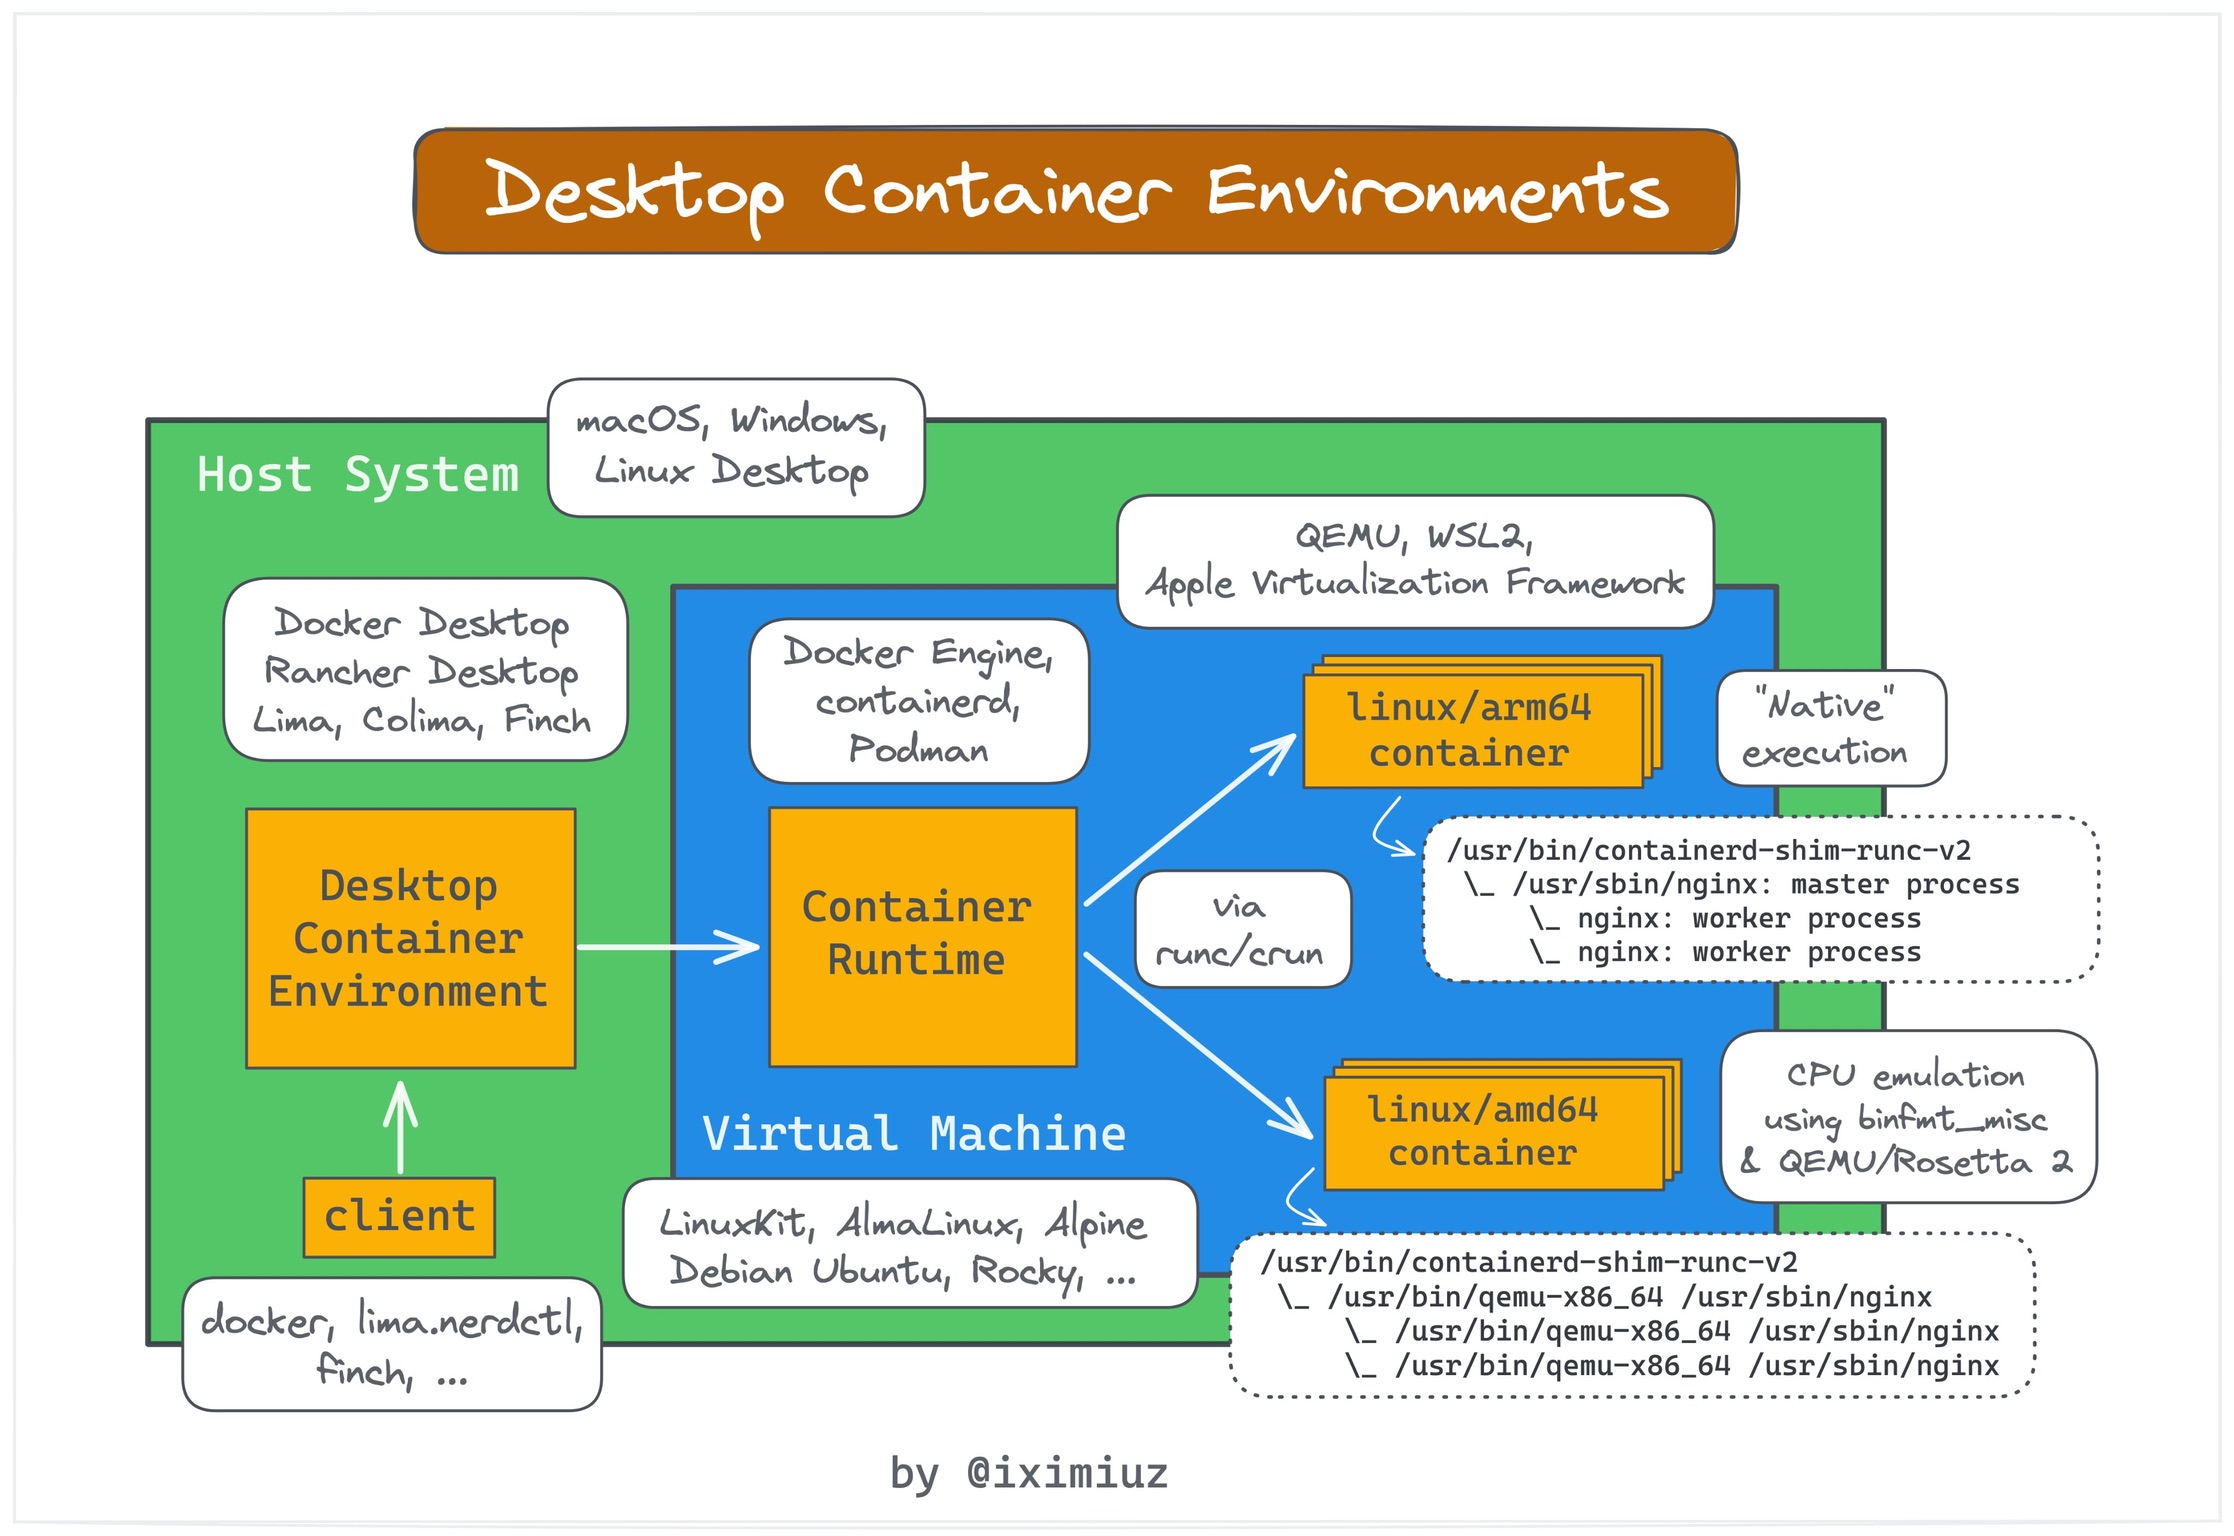 Desktop Container Environments
macOS, Windows,
Linux Desktop
Host System
QEMU, WSL2,
Apple Virtualization Framework
Docker Desktop
Rancher Desktop
Lima, Colima, Finch
Docker Engine,
containerd,
Podman
linux/arm64
container
"Native"
execution
/usr/bin/containerd-shim-runc-v2
\_ /usr/sbin/nginx: master process
\_ nginx: worker process
\_ nginx: worker process
Desktop
Container
Environment
Container
Runtime
via
runc/crun
CPU emulation
using binfmt_misc
& QEMU/Rosetta 2
linux/amd64
container
Virtual Machine
client
LinuxKit, AlmaLinux, Alpine
Debian Ubuntu, Rocky, ...
/usr/bin/containerd-shim-runc-v2
\_ /usr/bin/qemu-x86_64 /usr/sbin/nginx
\_ /usr/bin/qemu-x86_64 /usr/sbin/nginx
\_ /usr/bin/qemu-x86_64 /usr/sbin/nginx
docker, lima.nerdctl,
finch, ...
by @iximiuz